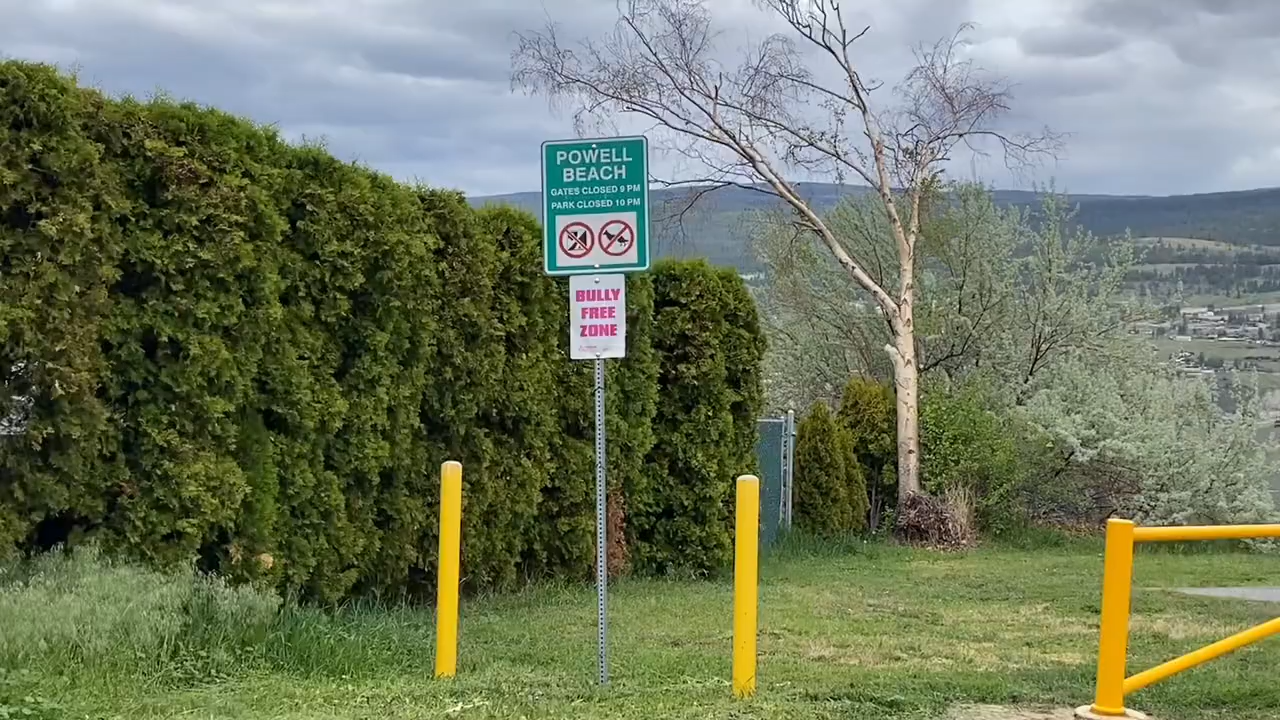 POWELL
BEACH
GATES CLOSED 9 PM
PARK CLOSED 10 PM
BULLY
FREE
ZONE